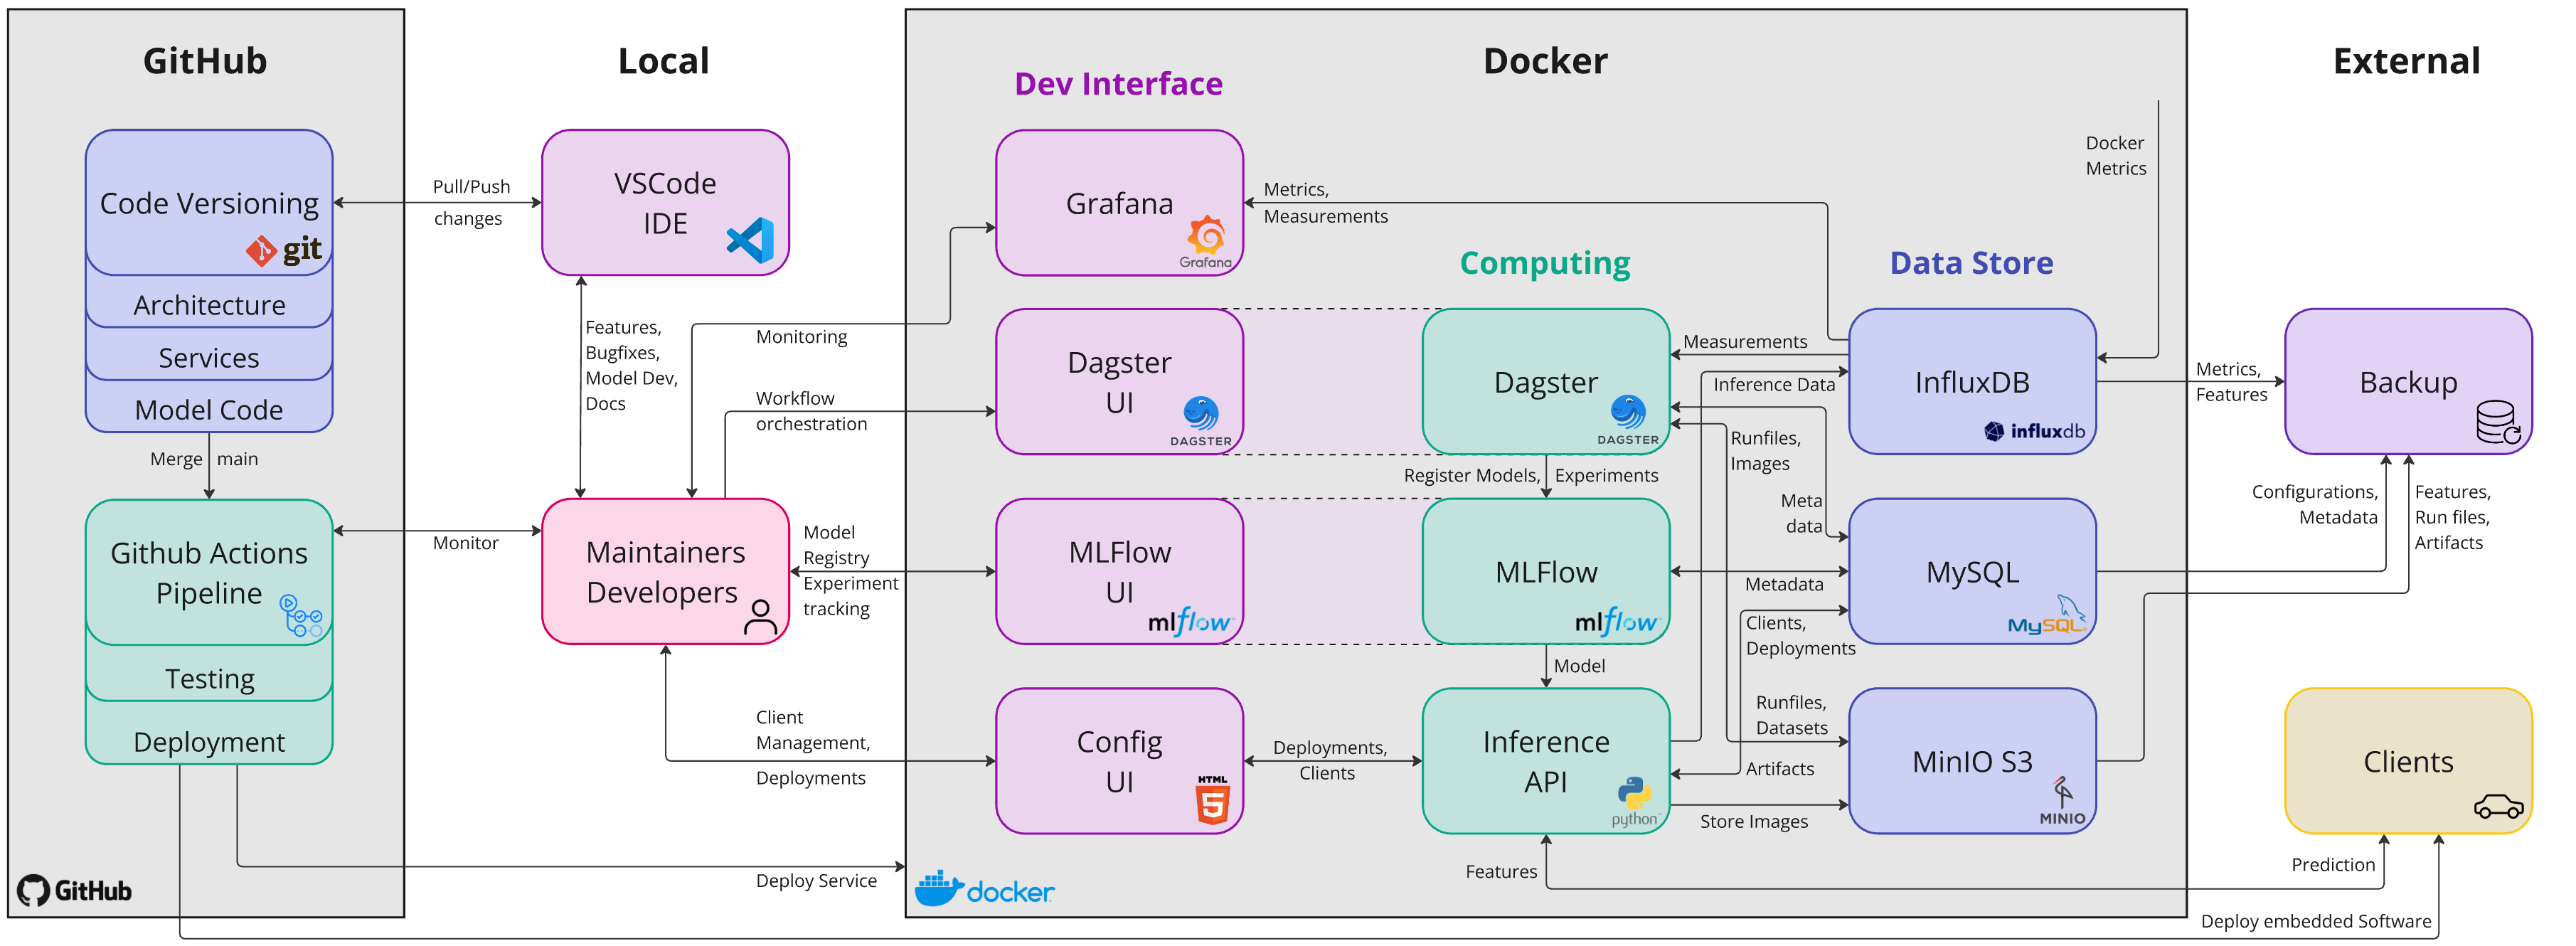 GitHub
Local
Docker
External
Dev Interface
Computing
Data Store
Code Versioning
git
Architecture
Services
Model Code
Merge main
Github Actions
Pipeline
Testing
Deployment
GitHub
Pull/Push
changes
Monitor
VSCode
IDE
Features,
Bugfixes,
Model Dev,
Docs
Maintainers
Developers
Monitoring
Workflow
orchestration
Model
Registry
Experiment
tracking
Client
Management,
Deployments
Deploy Service
Grafana
Grafana
Dagster
UI
DAGSTER
MLFlow
UI
mlflow
Config
UI
HTML
5
docker
Metrics,
Measurements
Dagster
DAGSTER
Register Models, Experiments
MLFlow
mlflow
Model
Deployments,
Clients
Inference
API
python
Features
Measurements
Inference Data
Runfiles,
Images
Meta
data
Metadata
Clients,
Deployments
Runfiles,
Datasets
Artifacts
Store Images
Docker
Metrics
InfluxDB
influxdb
MySQL
MySQL
MinIO S3
MINIO
Metrics,
Features
Backup
Configurations,
Metadata
Features,
Run files,
Artifacts
Clients
Prediction
Deploy embedded Software